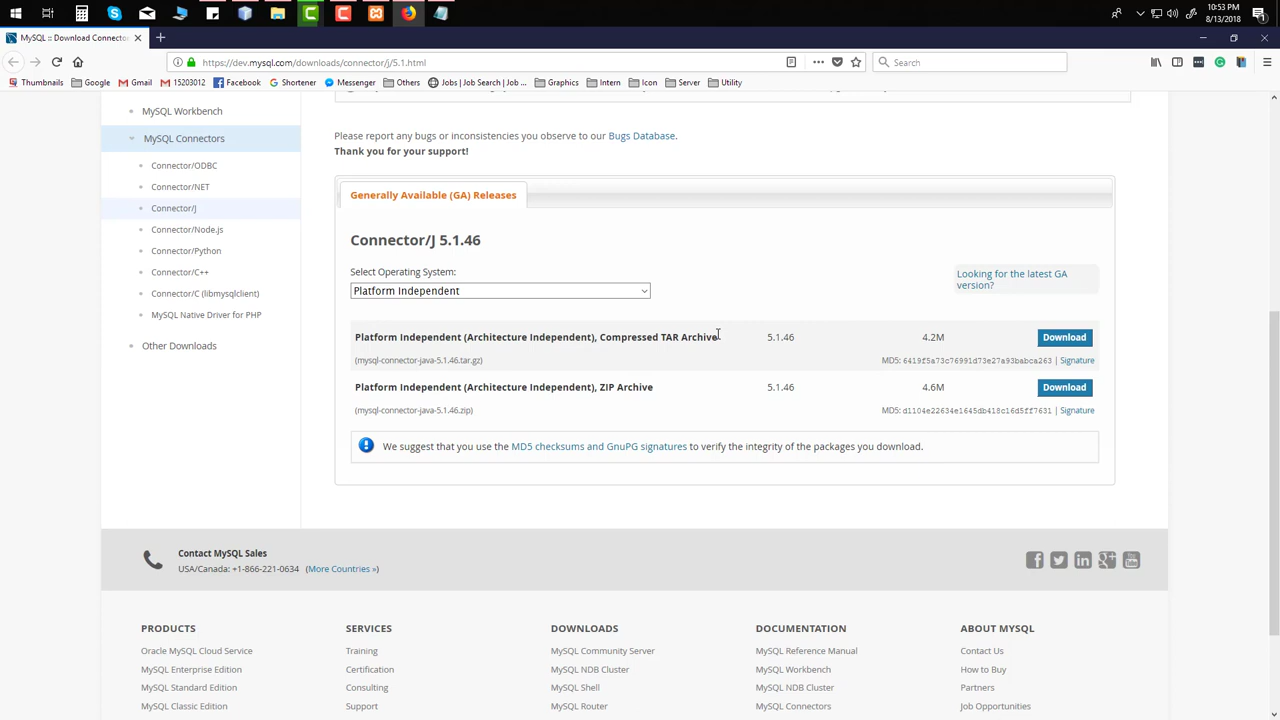 10:53 PM
8/13/2018
MySQL :: Download Connector
https://dev.mysql.com/downloads/connector/j/5.1.html
Search
Thumbnails
Google
Gmail
15203012
Facebook
Shortener
Messenger
Others
Jobs | Job Search | Job...
Graphics
Intern
Icon
Server
Utility
MySQL Workbench
MySQL Connectors
Connector/ODBC
Connector/NET
Connector/J
Connector/Node.js
Connector/Python
Connector/C++
Connector/C (libmysqlclient)
MySQL Native Driver for PHP
Other Downloads
Please report any bugs or inconsistencies you observe to our Bugs Database.
Thank you for your support!
Generally Available (GA) Releases
Connector/J 5.1.46
Select Operating System:
Platform Independent
Looking for the latest GA
version?
Platform Independent (Architecture Independent), Compressed TAR Archive 5.1.46 4.2M Download
(mysql-connector-java-5.1.46.tar.gz) MD5: 6419f5a73c76991d73e27a93babca263 | Signature
Platform Independent (Architecture Independent), ZIP Archive 5.1.46 4.6M Download
(mysql-connector-java-5.1.46.zip) MD5: d1104e22634e1645db418c16d5ff7631 | Signature
We suggest that you use the MD5 checksums and GnuPG signatures to verify the integrity of the packages you download.
Contact MySQL Sales
USA/Canada: +1-866-221-0634 (More Countries »)
PRODUCTS
Oracle MySQL Cloud Service
MySQL Enterprise Edition
MySQL Standard Edition
MySQL Classic Edition
SERVICES
Training
Certification
Consulting
Support
DOWNLOADS
MySQL Community Server
MySQL NDB Cluster
MySQL Shell
MySQL Router
DOCUMENTATION
MySQL Reference Manual
MySQL Workbench
MySQL NDB Cluster
MySQL Connectors
ABOUT MYSQL
Contact Us
How to Buy
Partners
Job Opportunities